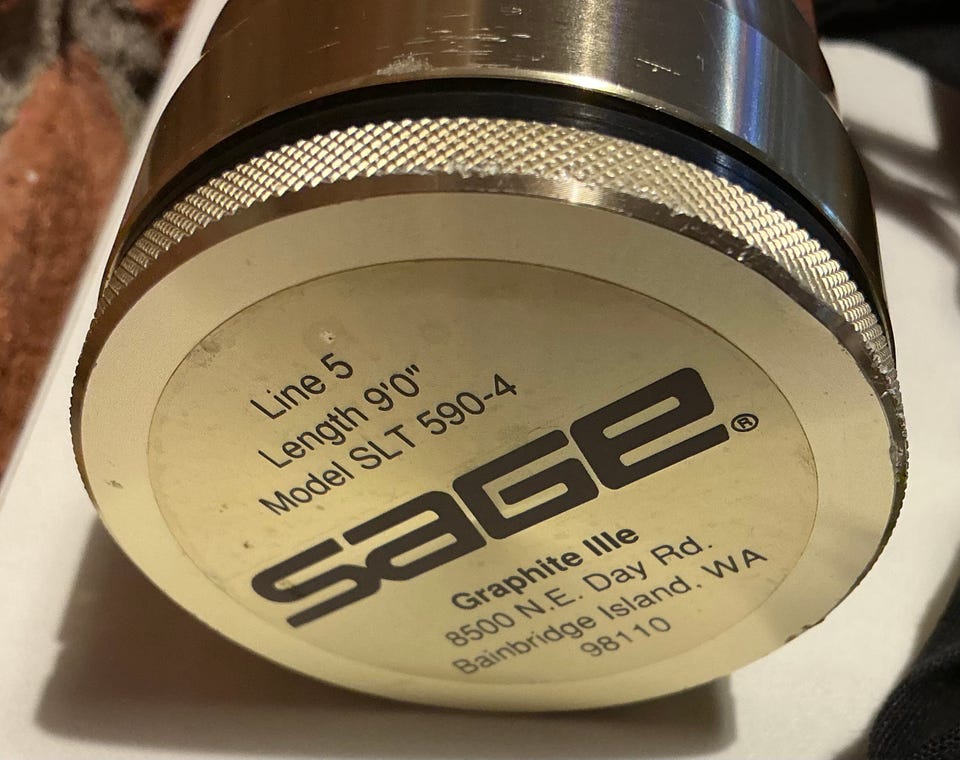 Line 5
Length 9'0"
Model SLT 590-4
SAGE®
Graphite IIIe
8500 N.E. Day Rd.
Bainbridge Island. WA
98110